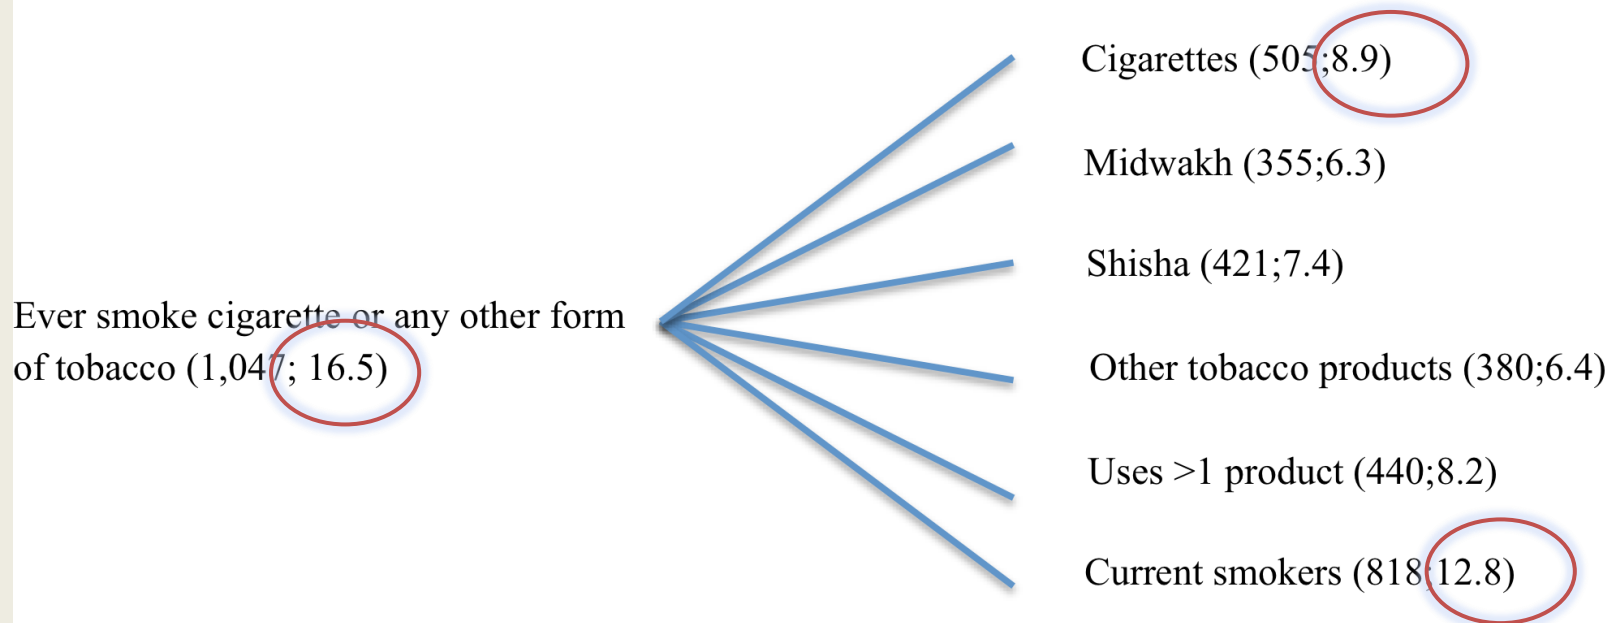 Cigarettes (505;8.9)
Midwakh (355;6.3)
Shisha (421;7.4)
Ever smoke cigarette or any other form
of tobacco (1,047; 16.5)
Other tobacco products (380;6.4)
Uses >1 product (440;8.2)
Current smokers (818;12.8)